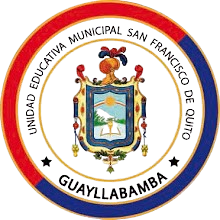 UNIDAD EDUCATIVA MUNICIPAL SAN FRANCISCO DE QUITO
GUAYLLABAMBA